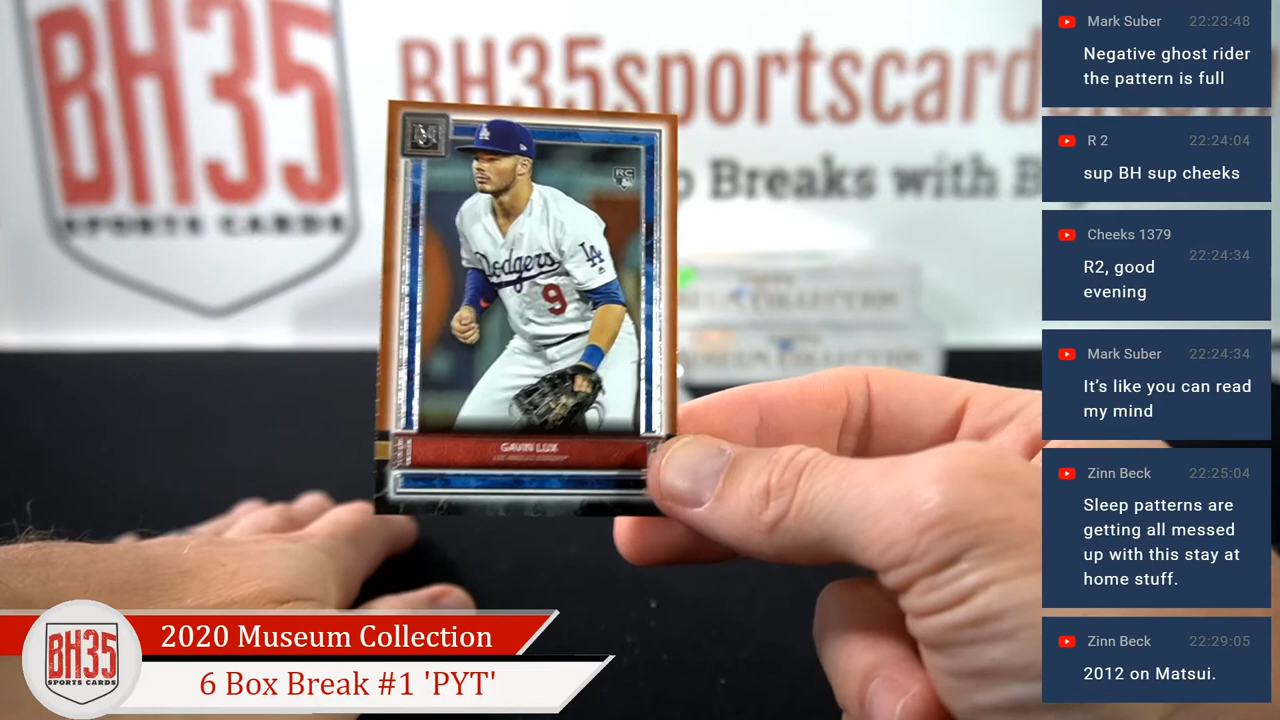 BH35
SPORTS CARDS
BH35sportscards
Breaks with
M
RC
Dodgers
9
LA
GAVIN LUX
MUSEUM COLLECTION
2020 Museum Collection
6 Box Break #1 'PYT'
BH35
SPORTS CARDS
Mark Suber 22:23:48
Negative ghost rider
the pattern is full
R 2 22:24:04
sup BH sup cheeks
Cheeks 1379 22:24:34
R2, good
evening
Mark Suber 22:24:34
It's like you can read
my mind
Zinn Beck 22:25:04
Sleep patterns are
getting all messed
up with this stay at
home stuff.
Zinn Beck 22:29:05
2012 on Matsui.